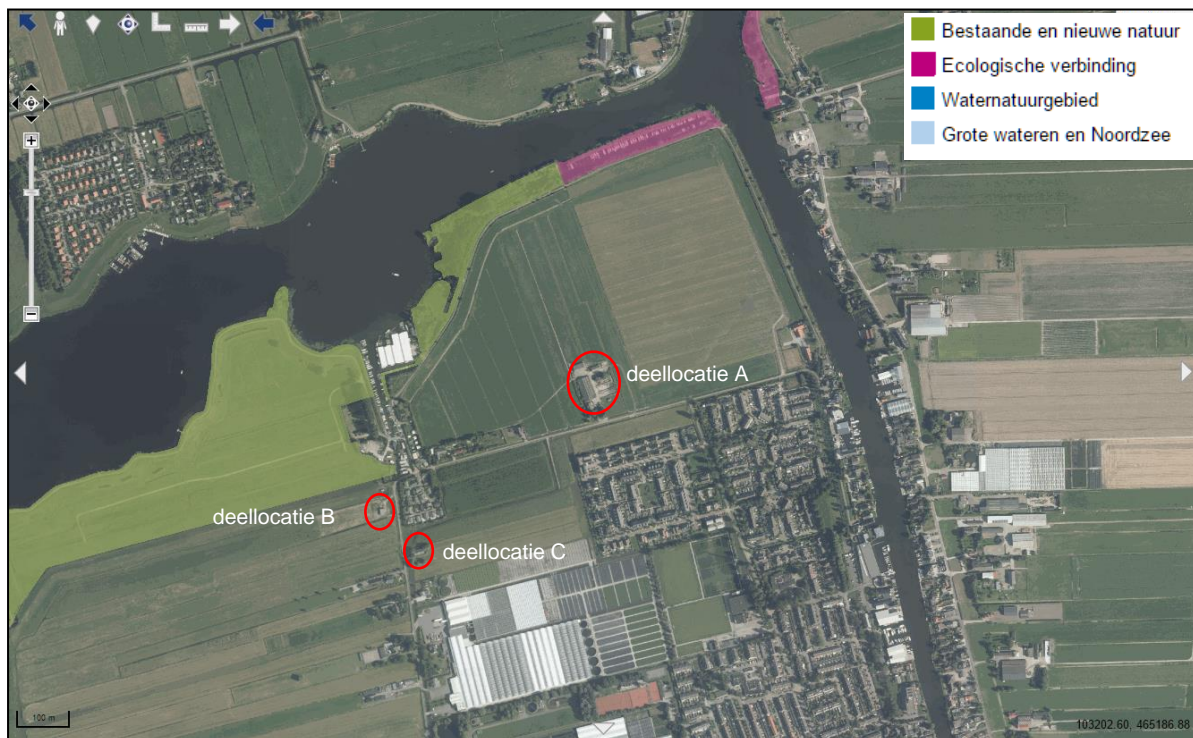 Bestaande en nieuwe natuur
Ecologische verbinding
Waternatuurgebied
Grote wateren en Noordzee
deellocatie A
deellocatie B
deellocatie C
100 m
103202.60, 465186.88